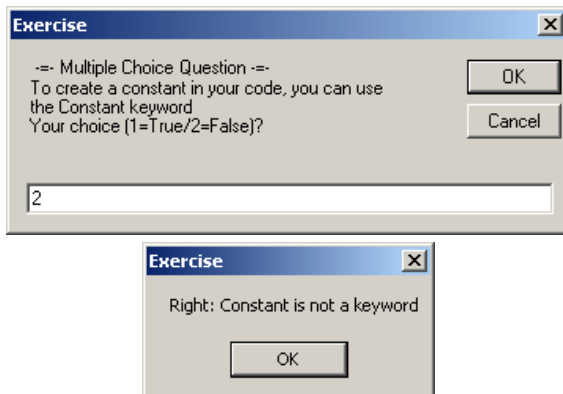 Exercise
-=- Multiple Choice Question -=-
OK
To create a constant in your code, you can use
the Constant keyword
Your choice (1=True/2=False)?
Cancel
2
Exercise
Right: Constant is not a keyword
OK